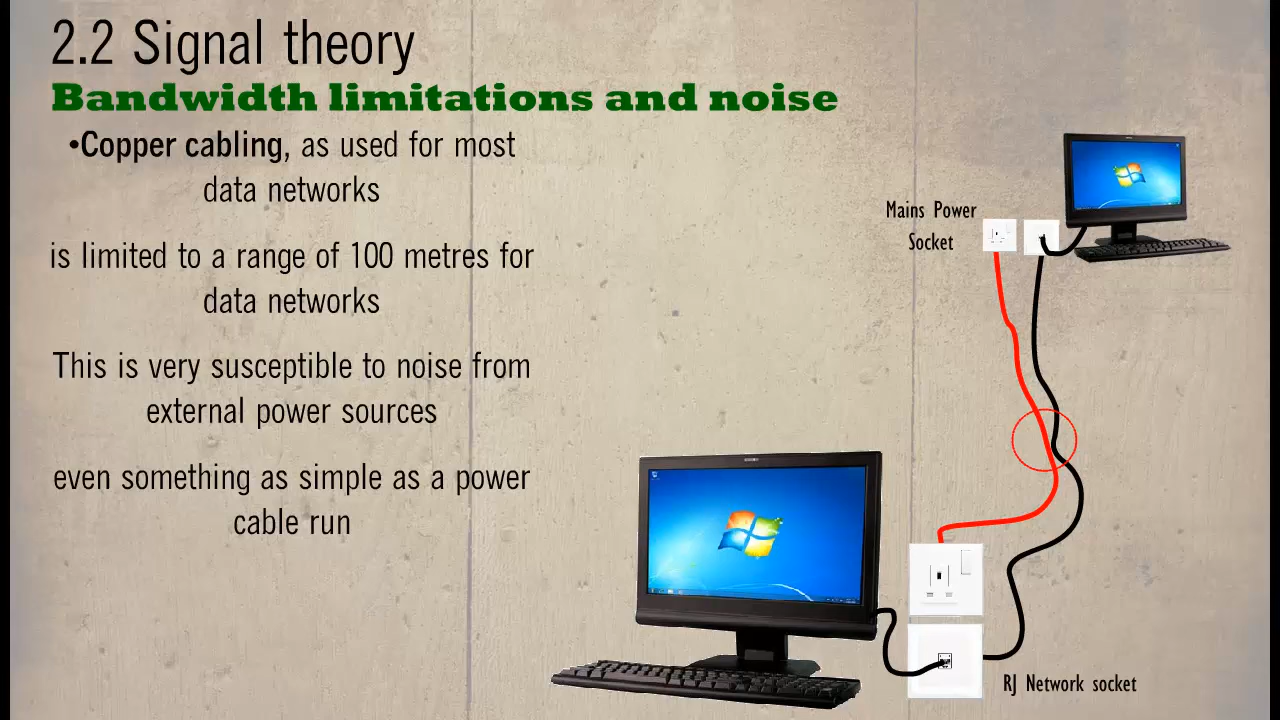 2.2 Signal theory
Bandwidth limitations and noise
•Copper cabling, as used for most
data networks
is limited to a range of 100 metres for
data networks
This is very susceptible to noise from
external power sources
even something as simple as a power
cable run
Mains Power
Socket
RJ Network socket